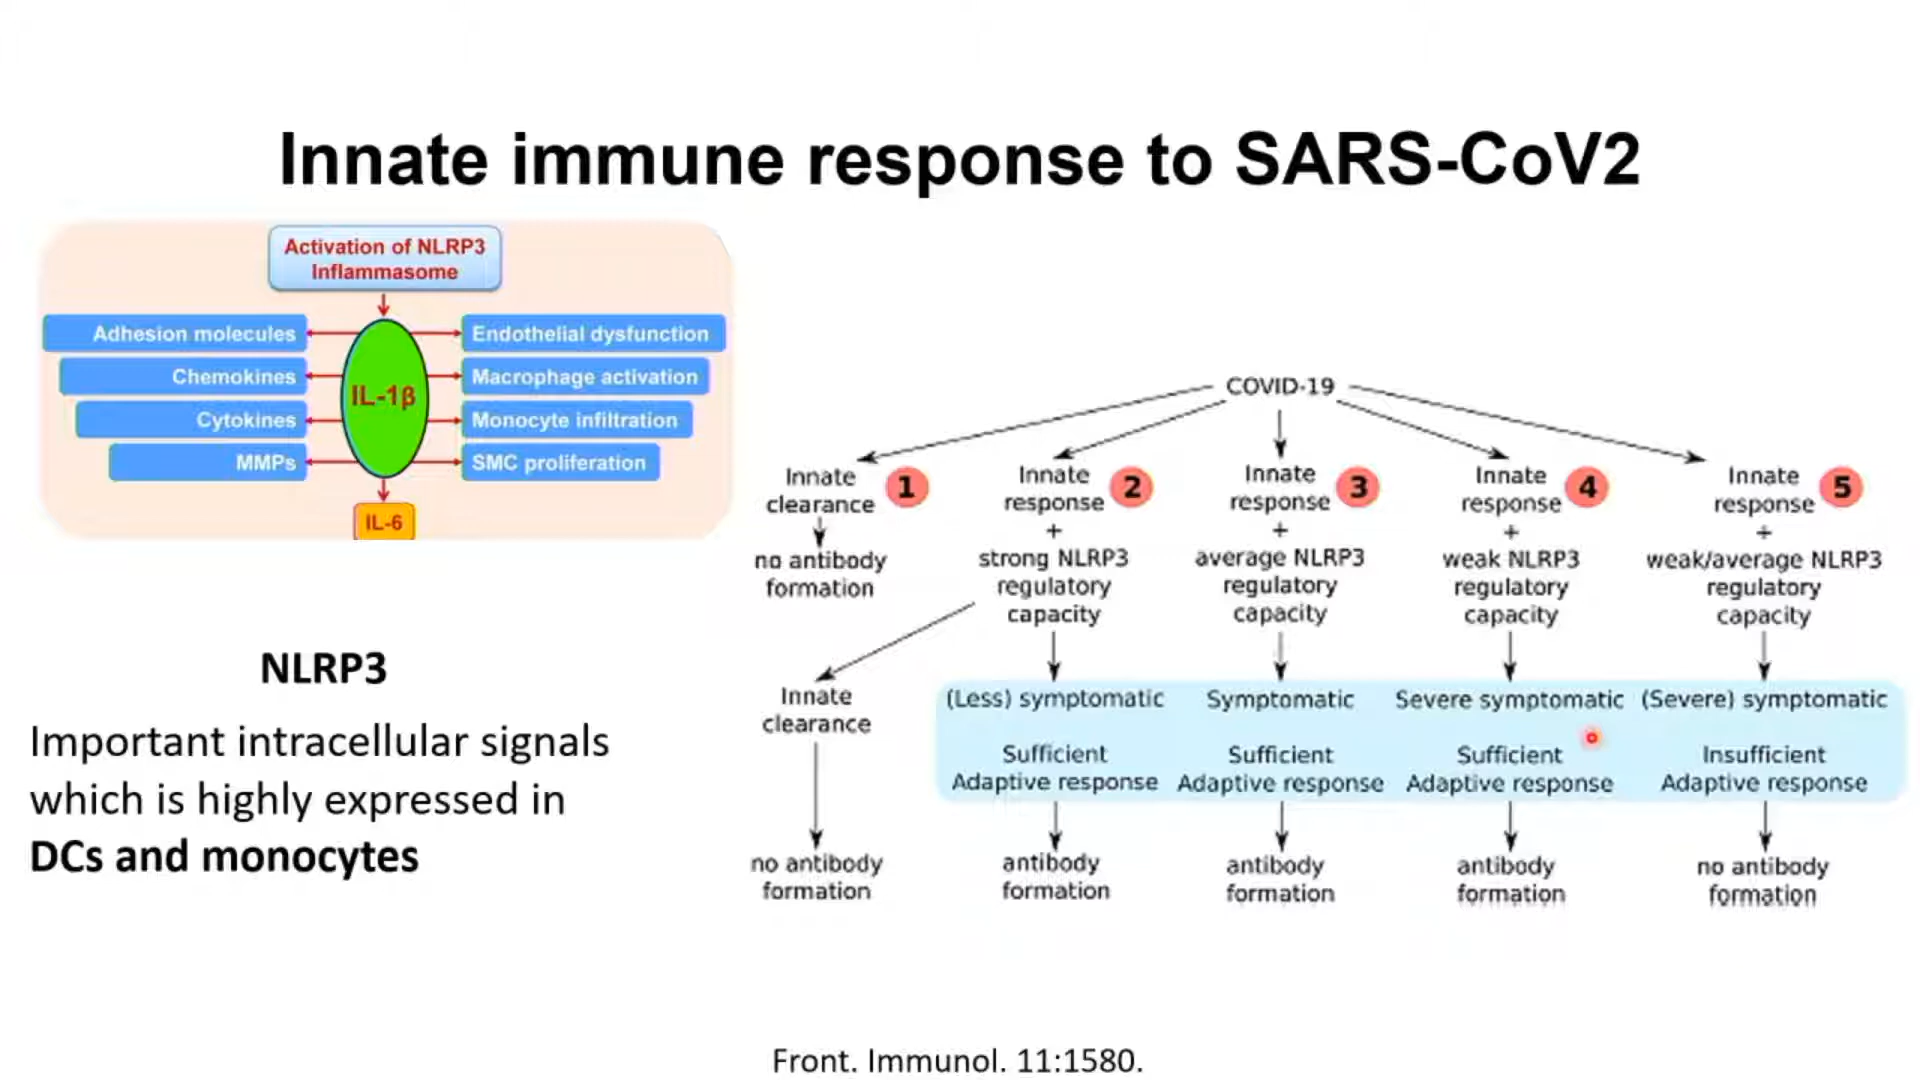 Innate immune response to SARS-CoV2
Activation of NLRP3
Inflammasome
Adhesion molecules
Chemokines
Cytokines
MMPs
IL-1β
Endothelial dysfunction
Macrophage activation
Monocyte infiltration
SMC proliferation
IL-6
NLRP3
Important intracellular signals
which is highly expressed in
DCs and monocytes
COVID-19
Innate
clearance
1
no antibody
formation
Innate
response
2
+
strong NLRP3
regulatory
capacity
Innate
response
3
+
average NLRP3
regulatory
capacity
Innate
response
4
+
weak NLRP3
regulatory
capacity
Innate
response
5
+
weak/average NLRP3
regulatory
capacity
Innate
clearance
no antibody
formation
(Less) symptomatic
Sufficient
Adaptive response
antibody
formation
Symptomatic
Sufficient
Adaptive response
antibody
formation
Severe symptomatic
Sufficient
Adaptive response
antibody
formation
(Severe) symptomatic
Insufficient
Adaptive response
no antibody
formation
Front. Immunol. 11:1580.